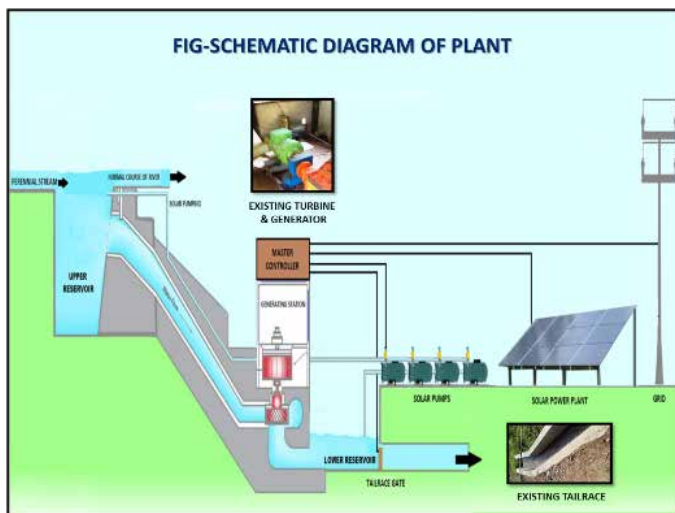 FIG-SCHEMATIC DIAGRAM OF PLANT
PERENNIAL STREAM
NORMAL COURSE OF RIVER
SOLAR PUMPING
EXISTING TURBINE
& GENERATOR
MASTER
CONTROLLER
UPPER
RESERVOIR
GENERATING STATION
SOLAR PUMPS
SOLAR POWER PLANT
GRID
LOWER RESERVOIR
TAILRACE GATE
EXISTING TAILRACE